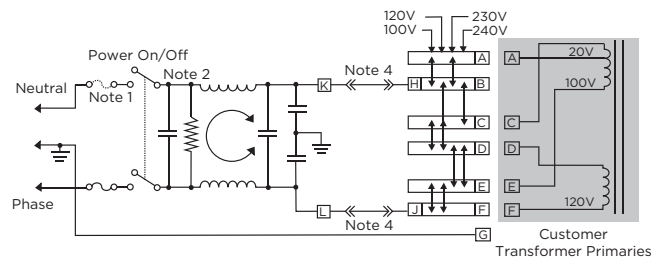 120V 230V
100V 240V
Power On/Off
Neutral
Note 1
Note 2
Note 4
K
H
A
B
C
D
E
J
F
L
Note 4
G
Phase
A
20V
100V
C
D
E
120V
F
Customer
Transformer Primaries